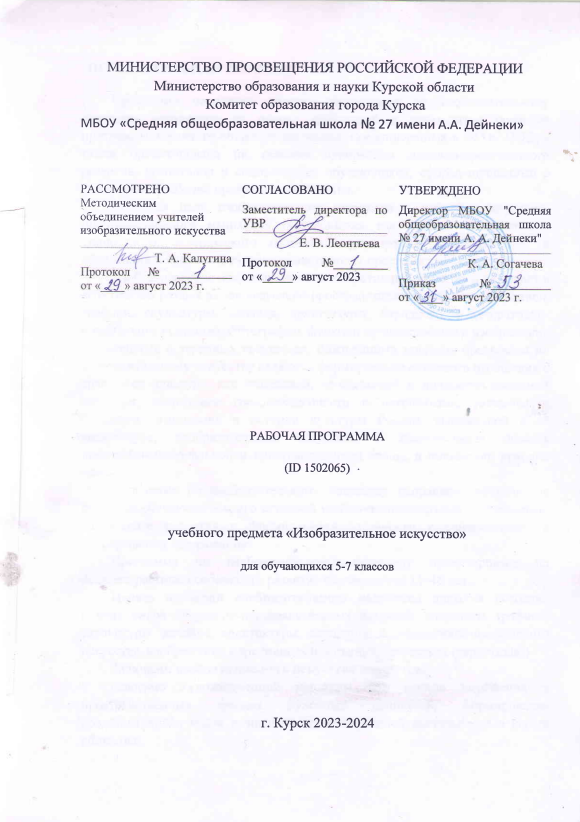 МИНИСТЕРСТВО ПРОСВЕЩЕНИЯ РОССИЙСКОЙ ФЕДЕРАЦИИ
Министерство образования и науки Курской области
Комитет образования города Курска
МБОУ «Средняя общеобразовательная школа № 27 имени А.А. Дейнеки»
РАССМОТРЕНО
Методическим
объединением учителей
изобразительного искусства
Т. А. Калугина
Протокол № 1
от «29» август 2023 г.
СОГЛАСОВАНО
Заместитель директора по
УВР
Е. В. Леонтьева
Протокол № 1
от «29» август 2023
УТВЕРЖДЕНО
Директор МБОУ "Средняя
общеобразовательная школа
№ 27 имени А. А. Дейнеки"
К. А. Согачева
Приказ № 53
от «31» август 2023 г.
РАБОЧАЯ ПРОГРАММА
(ID 1502065)
учебного предмета «Изобразительное искусство»
для обучающихся 5-7 классов
г. Курск 2023-2024